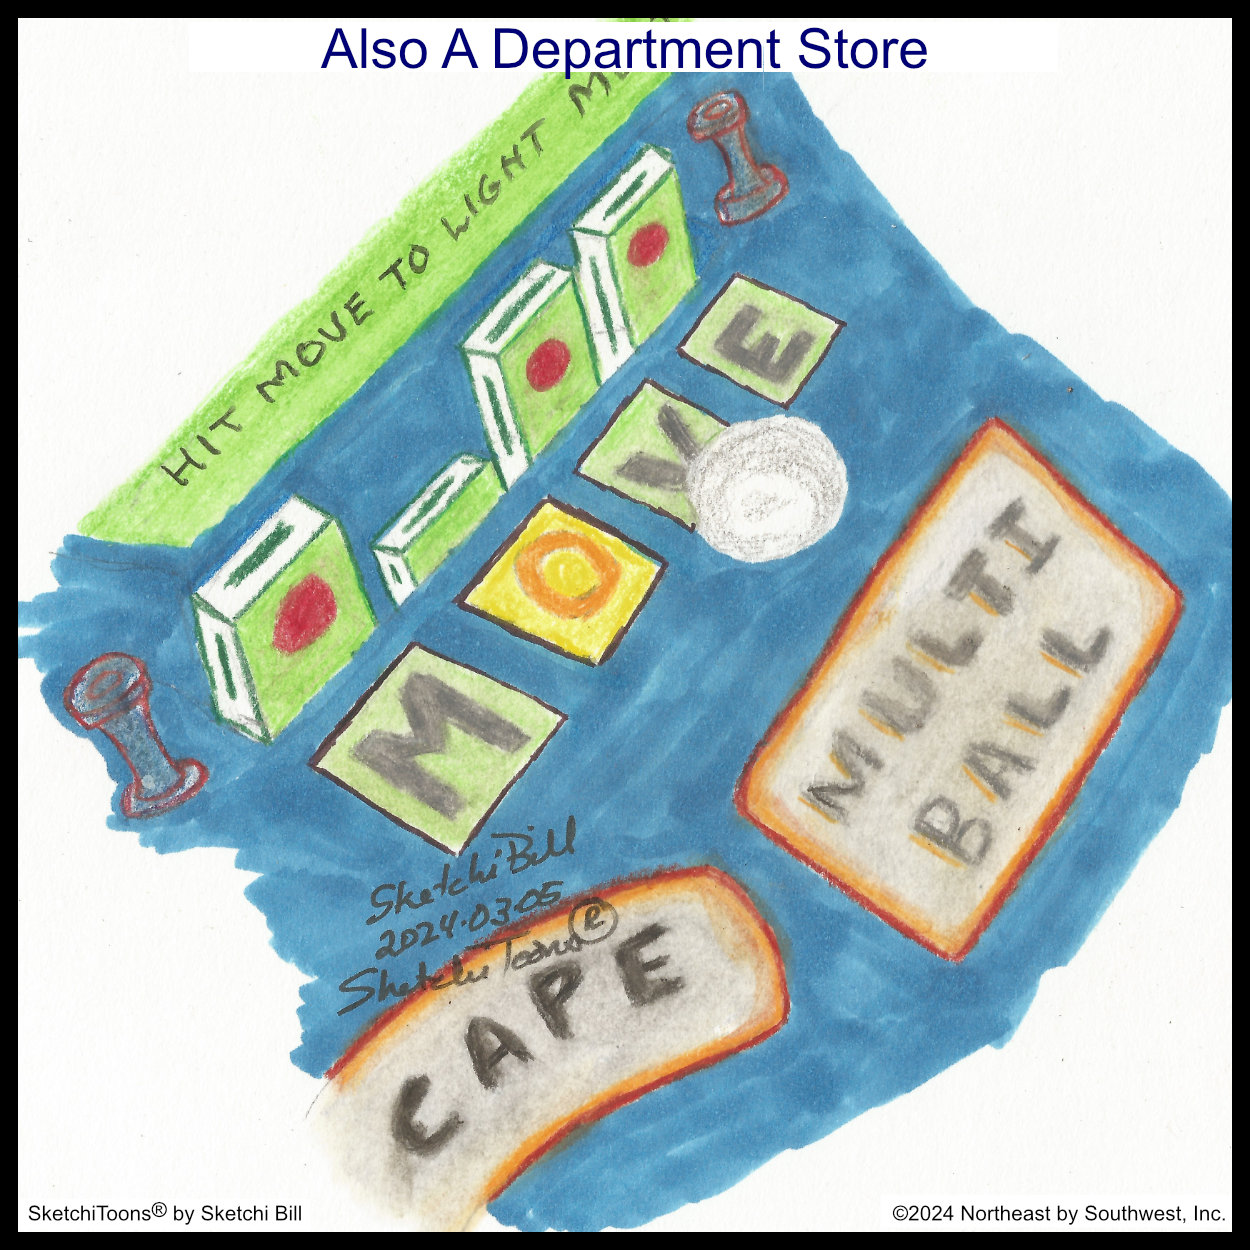 Also A Department Store
HIT MOVE TO LIGHT
M
O
V
E
MULTI
BALL
SketchiBill
2024·03·05
SketchiToons®
CAPE
SketchiToons® by Sketchi Bill
©2024 Northeast by Southwest, Inc.